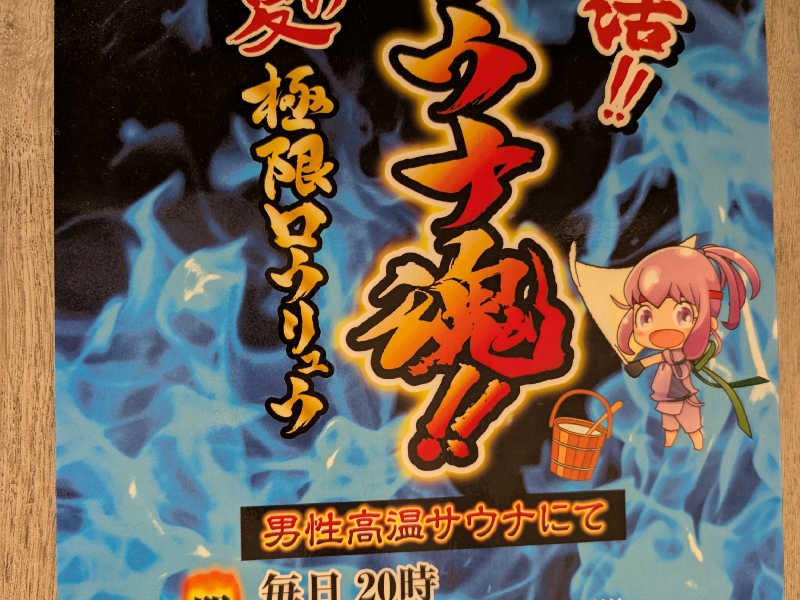 活!!
ウナ魂!!
夏
極限ロウリュウ
男性高温サウナにて
毎日 20時